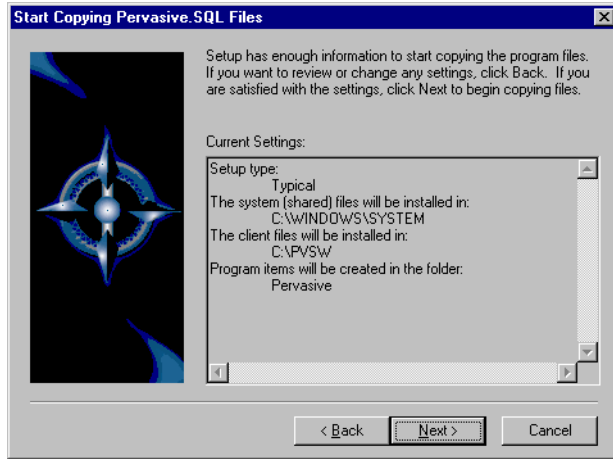 Start Copying Pervasive.SQL Files
Setup has enough information to start copying the program files.
If you want to review or change any settings, click Back. If you
are satisfied with the settings, click Next to begin copying files.
Current Settings:
Setup type:
Typical
The system (shared) files will be installed in:
C:\WINDOWS\SYSTEM
The client files will be installed in:
C:\PVSW
Program items will be created in the folder:
Pervasive
< Back
Next >
Cancel